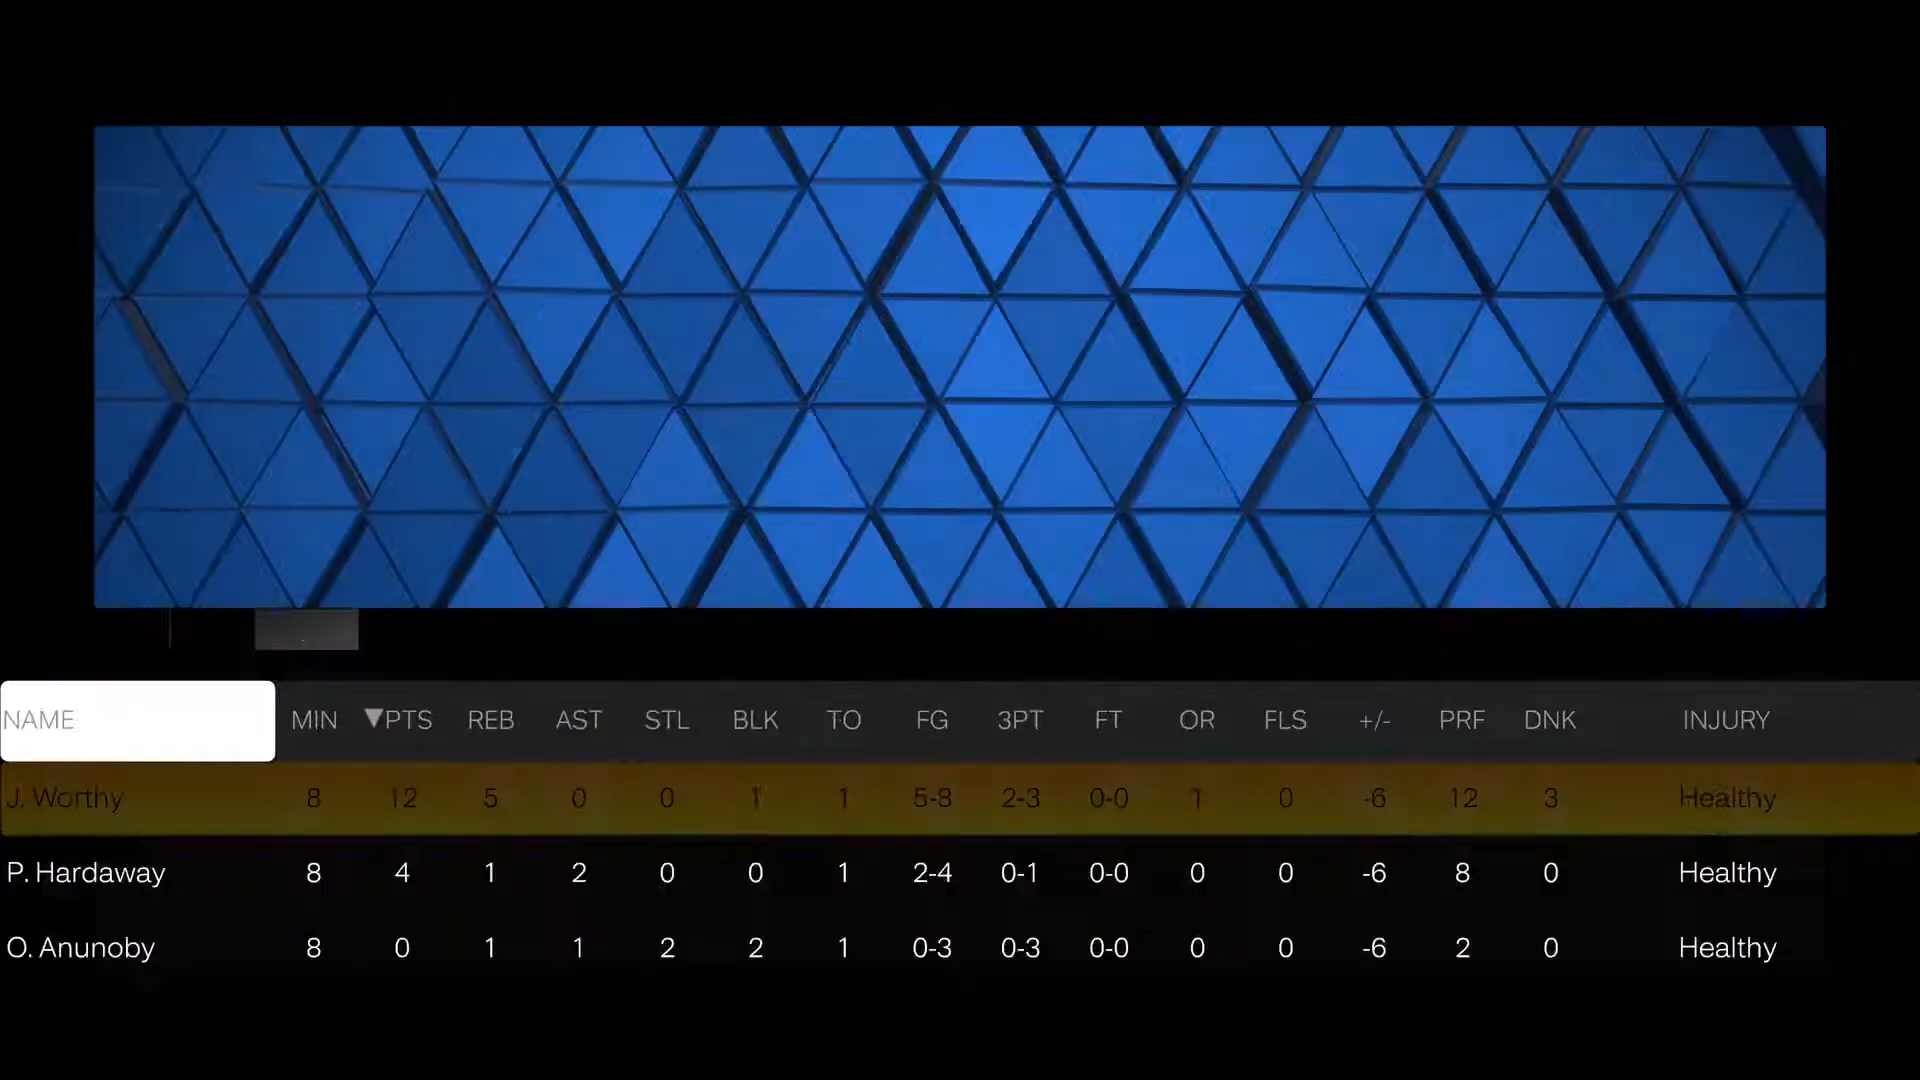 NAME MIN ▼PTS REB AST STL BLK TO FG 3PT FT OR FLS +/- PRF DNK INJURY
J. Worthy 8 12 5 0 0 1 1 5-8 2-3 0-0 1 0 -6 12 3 Healthy
P. Hardaway 8 4 1 2 0 0 1 2-4 0-1 0-0 0 0 -6 8 0 Healthy
O. Anunoby 8 0 1 1 2 2 1 0-3 0-3 0-0 0 0 -6 2 0 Healthy